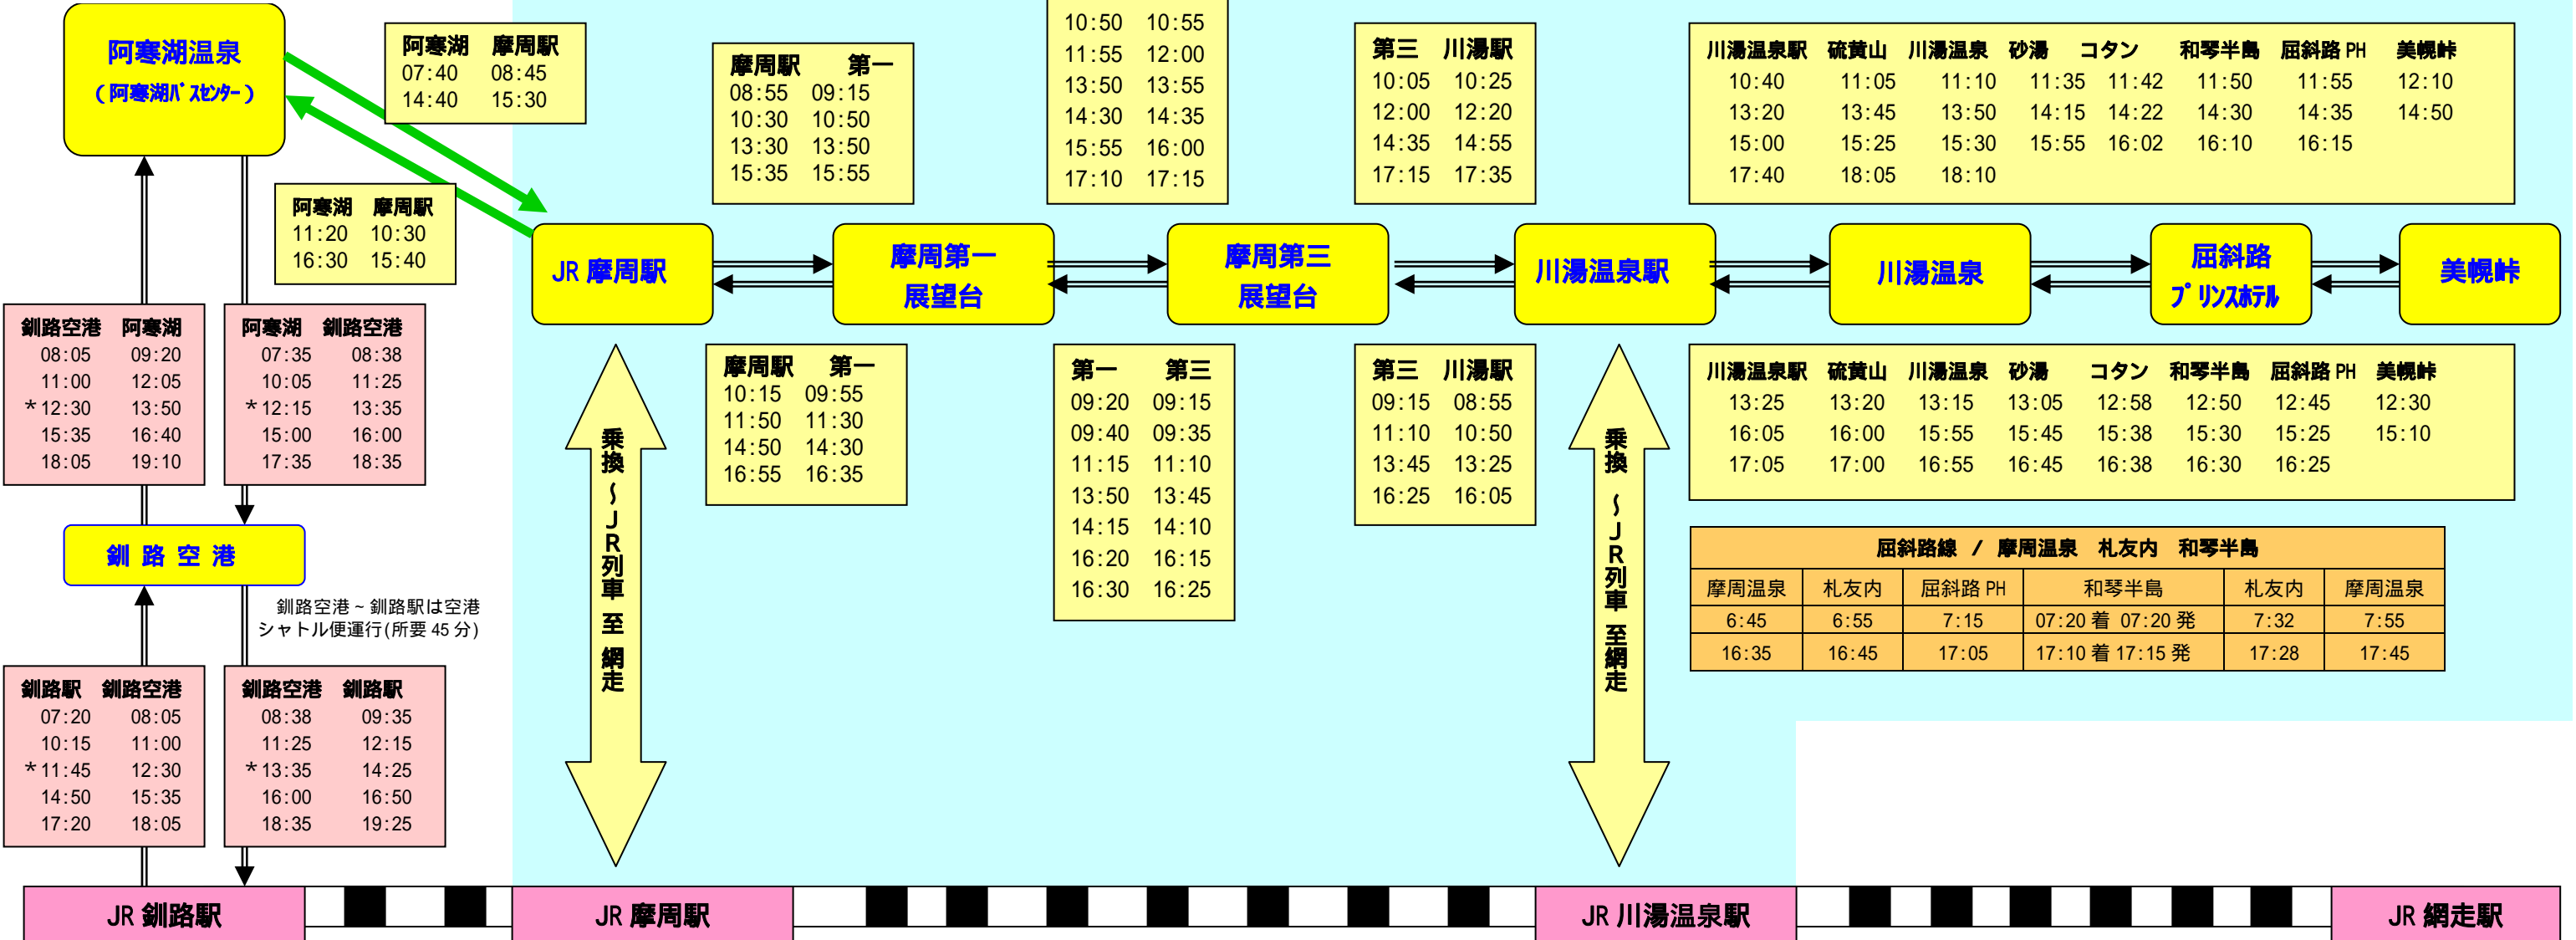 阿寒湖温泉
(阿寒湖バスセンター)
阿寒湖 摩周駅
07:40 08:45
14:40 15:30
阿寒湖 摩周駅
11:20 10:30
16:30 15:40
摩周駅 第一
08:55 09:15
10:30 10:50
13:30 13:50
15:35 15:55
10:50 10:55
11:55 12:00
13:50 13:55
14:30 14:35
15:55 16:00
17:10 17:15
第三 川湯駅
10:05 10:25
12:00 12:20
14:35 14:55
17:15 17:35
川湯温泉駅 硫黄山 川湯温泉 砂湯 コタン 和琴半島 屈斜路PH 美幌峠
10:40 11:05 11:10 11:35 11:42 11:50 11:55 12:10
13:20 13:45 13:50 14:15 14:22 14:30 14:35 14:50
15:00 15:25 15:30 15:55 16:02 16:10 16:15
17:40 18:05 18:10
JR 摩周駅
摩周第一
展望台
摩周第三
展望台
川湯温泉駅
川湯温泉
屈斜路
プリンスホテル
美幌峠
釧路空港 阿寒湖
08:05 09:20
11:00 12:05
*12:30 13:50
15:35 16:40
18:05 19:10
阿寒湖 釧路空港
07:35 08:38
10:05 11:25
*12:15 13:35
15:00 16:00
17:35 18:35
釧路空港
釧路空港~釧路駅は空港
シャトル便運行(所要45分)
釧路駅 釧路空港
07:20 08:05
10:15 11:00
*11:45 12:30
14:50 15:35
17:20 18:05
釧路空港 釧路駅
08:38 09:35
11:25 12:15
*13:35 14:25
16:00 16:50
18:35 19:25
乗換~JR列車 至 網走
摩周駅 第一
10:15 09:55
11:50 11:30
14:50 14:30
16:55 16:35
第一 第三
09:20 09:15
09:40 09:35
11:15 11:10
13:50 13:45
14:15 14:10
16:20 16:15
16:30 16:25
第三 川湯駅
09:15 08:55
11:10 10:50
13:45 13:25
16:25 16:05
乗換 ~JR列車 至網走
川湯温泉駅 硫黄山 川湯温泉 砂湯 コタン 和琴半島 屈斜路PH 美幌峠
13:25 13:20 13:15 13:05 12:58 12:50 12:45 12:30
16:05 16:00 15:55 15:45 15:38 15:30 15:25 15:10
17:05 17:00 16:55 16:45 16:38 16:30 16:25
屈斜路線 / 摩周温泉 札友内 和琴半島
摩周温泉 札友内 屈斜路PH 和琴半島 札友内 摩周温泉
6:45 6:55 7:15 07:20着 07:20発 7:32 7:55
16:35 16:45 17:05 17:10着 17:15発 17:28 17:45
JR 釧路駅
JR 摩周駅
JR 川湯温泉駅
JR 網走駅